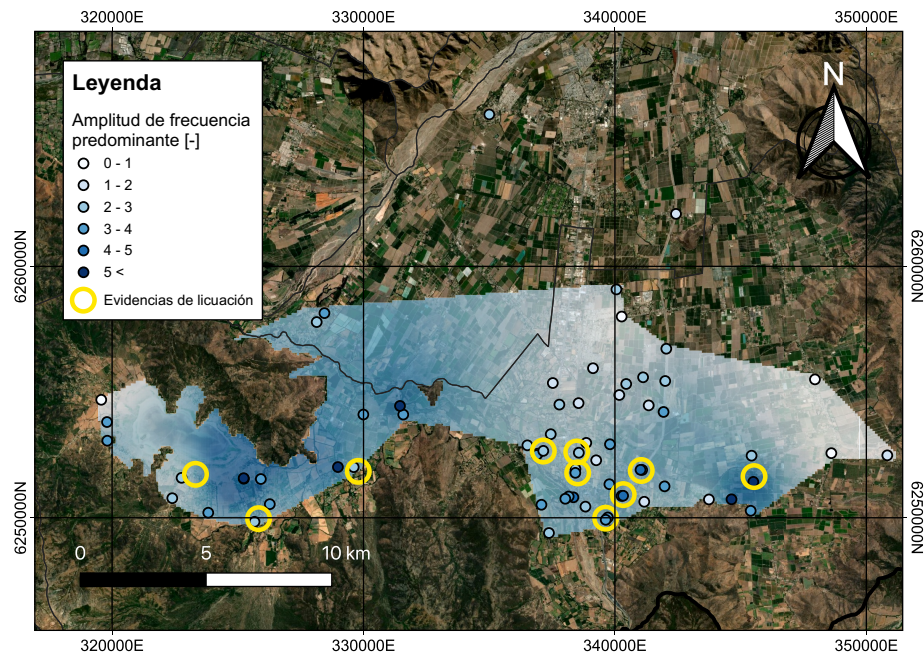 320000E
330000E
340000E
350000E
Leyenda
Amplitud de frecuencia
predominante [-]
0 - 1
1 - 2
2 - 3
3 - 4
4 - 5
5 <
Evidencias de licuación
N
6260000N
6260000N
6250000N
6250000N
0
5
10 km
320000E
330000E
340000E
350000E